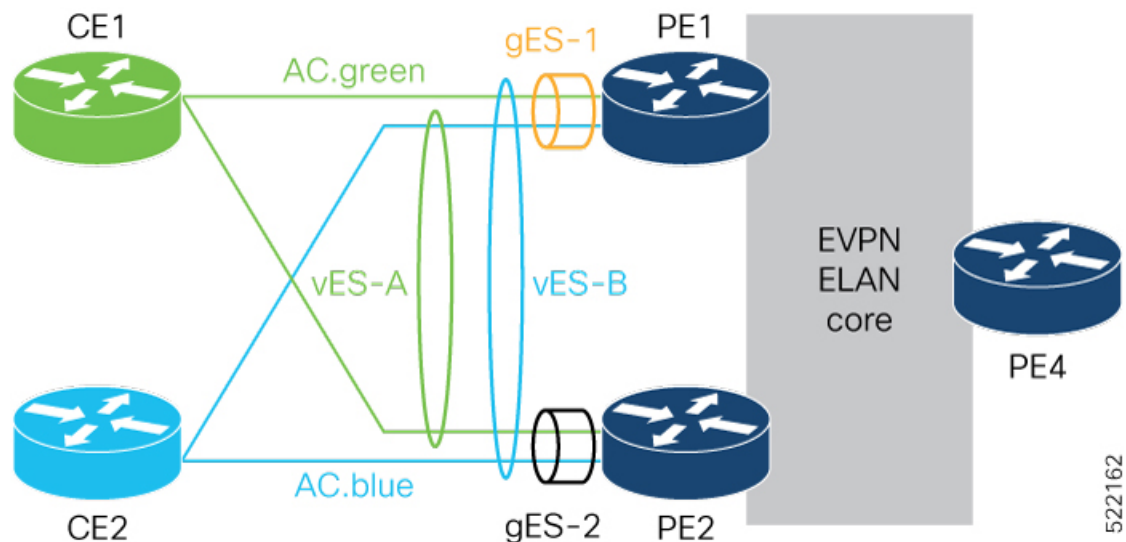 CE1
PE1
gES-1
AC.green
vES-A
vES-B
EVPN
ELAN
core
PE4
AC.blue
CE2
gES-2
PE2
522162